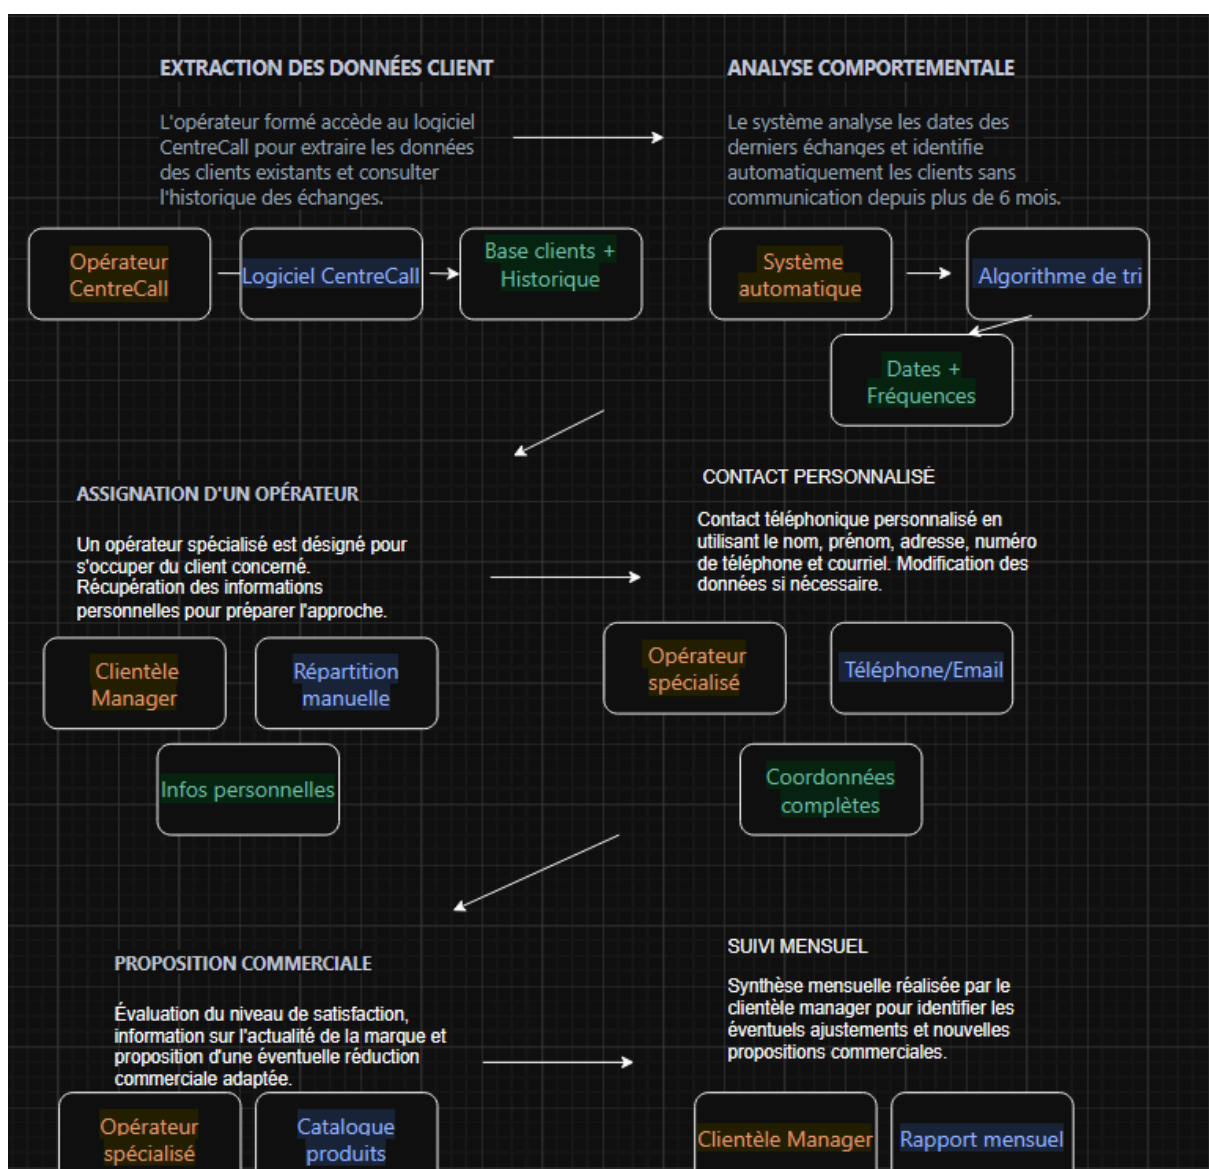 EXTRACTION DES DONNÉES CLIENT
L'opérateur formé accède au logiciel
CentreCall pour extraire les données
des clients existants et consulter
l'historique des échanges.
Opérateur
CentreCall
Logiciel CentreCall
Base clients +
Historique
ANALYSE COMPORTEMENTALE
Le système analyse les dates des
derniers échanges et identifie
automatiquement les clients sans
communication depuis plus de 6 mois.
Système
automatique
Algorithme de tri
Dates +
Fréquences
ASSIGNATION D'UN OPÉRATEUR
Un opérateur spécialisé est désigné pour
s'occuper du client concerné.
Récupération des informations
personnelles pour préparer l'approche.
Clientèle
Manager
Répartition
manuelle
Infos personnelles
CONTACT PERSONNALISÉ
Contact téléphonique personnalisé en
utilisant le nom, prénom, adresse, numéro
de téléphone et courriel. Modification des
données si nécessaire.
Opérateur
spécialisé
Téléphone/Email
Coordonnées
complètes
PROPOSITION COMMERCIALE
Évaluation du niveau de satisfaction,
information sur l'actualité de la marque et
proposition d'une éventuelle réduction
commerciale adaptée.
Opérateur
spécialisé
Catalogue
produits
SUIVI MENSUEL
Synthèse mensuelle réalisée par le
clientèle manager pour identifier les
éventuels ajustements et nouvelles
propositions commerciales.
Clientèle Manager
Rapport mensuel